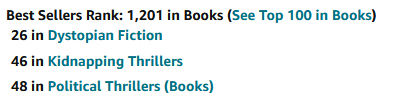 Best Sellers Rank: 1,201 in Books (See Top 100 in Books)
26 in Dystopian Fiction
46 in Kidnapping Thrillers
48 in Political Thrillers (Books)